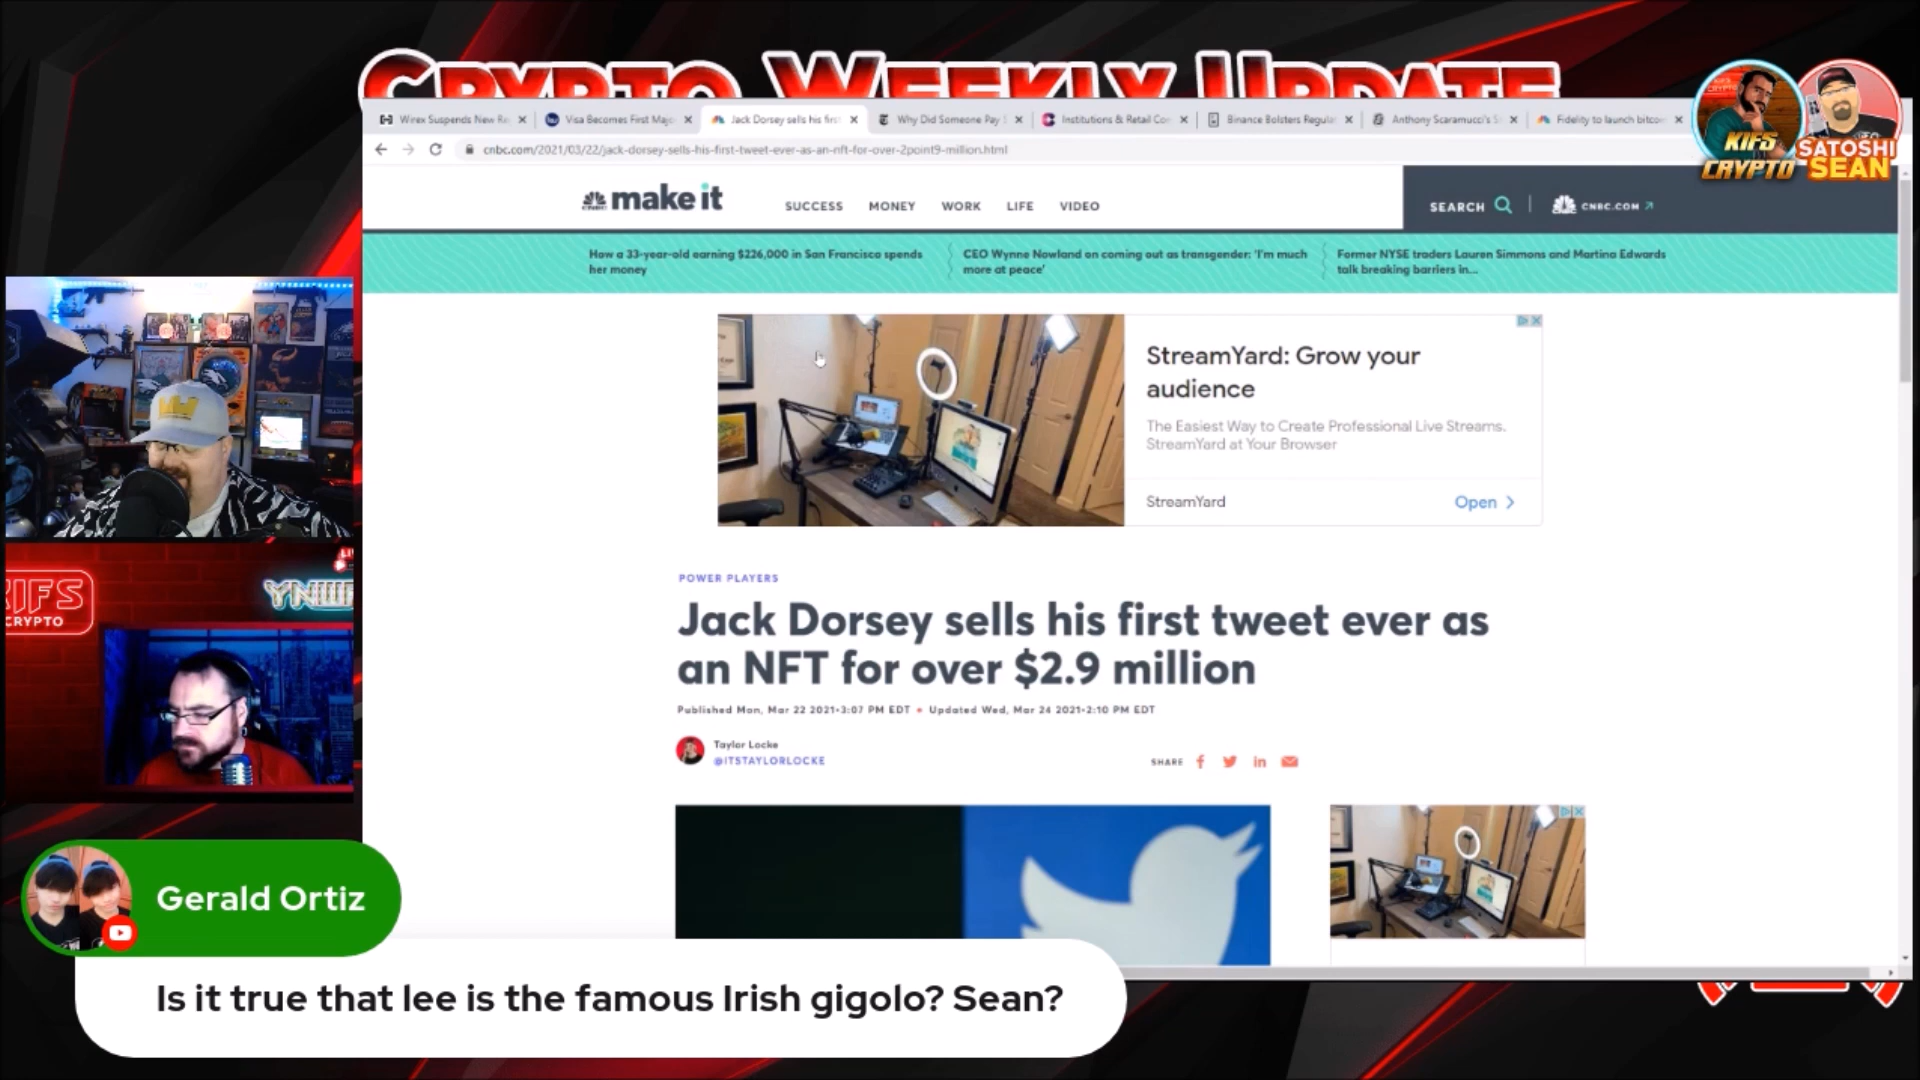 CRYPTO WEEKLY UPDATE
Wirex Suspends New Re
Visa Becomes First Majo
Jack Dorsey sells his first
Why Did Someone Pay
Institutions & Retail Con
Binance Bolsters Regula
Anthony Scaramucci's S
Fidelity to launch bitcoi
KIFS
CRYPTO
SATOSHI
SEAN
cnbc.com/2021/03/22/jack-dorsey-sells-his-first-tweet-ever-as-an-nft-for-over-2point9-million.html
make it
SUCCESS MONEY WORK LIFE VIDEO
SEARCH
CNBC.COM
How a 33-year-old earning $226,000 in San Francisco spends
her money
CEO Wynne Nowland on coming out as transgender: 'I'm much
more at peace'
Former NYSE traders Lauren Simmons and Martina Edwards
talk breaking barriers in...
StreamYard: Grow your
audience
The Easiest Way to Create Professional Live Streams.
StreamYard at Your Browser
StreamYard
Open
POWER PLAYERS
Jack Dorsey sells his first tweet ever as
an NFT for over $2.9 million
Published Mon, Mar 22 2021•3:07 PM EDT • Updated Wed, Mar 24 2021•2:10 PM EDT
Taylor Locke
@ITSTAYLORLOCKE
SHARE
KIFS
CRYPTO
Gerald Ortiz
Is it true that lee is the famous Irish gigolo? Sean?